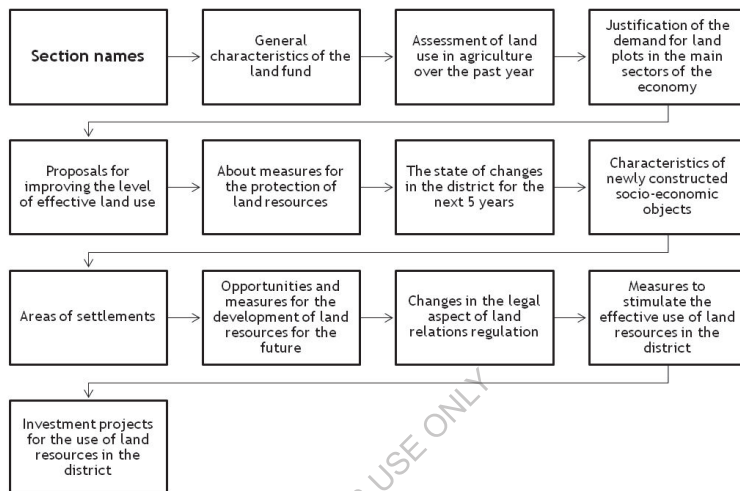 Section names
General
characteristics of the
land fund
Assessment of land
use in agriculture
over the past year
Justification of the
demand for land
plots in the main
sectors of the
economy
Proposals for
improving the level
of effective land use
About measures for
the protection of
land resources
The state of changes
in the district for the
next 5 years
Characteristics of
newly constructed
socio-economic
objects
Areas of settlements
Opportunities and
measures for the
development of land
resources for the
future
Changes in the legal
aspect of land
relations regulation
Measures to
stimulate the
effective use of land
resources in the
district
Investment projects
for the use of land
resources in the
district
USE ONLY